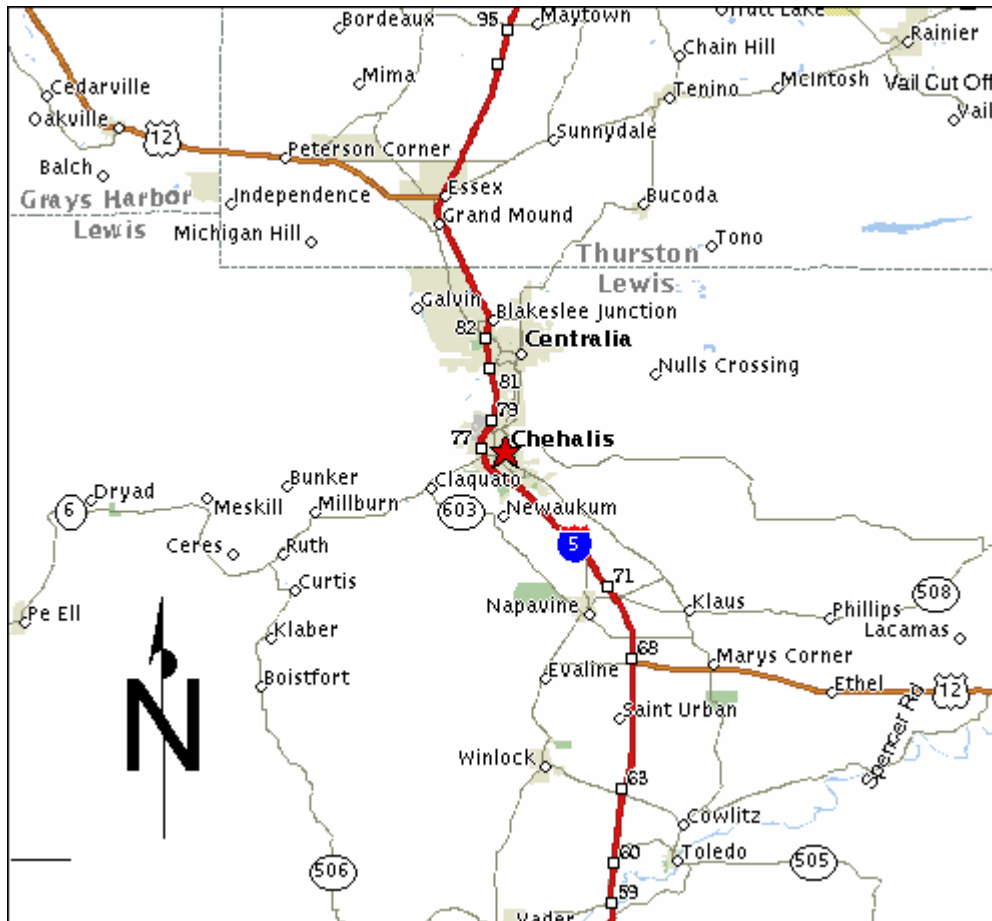 Bordeaux
95
Maytown
Offutt Lake
Rainier
Chain Hill
Mima
Cedarville
Tenino
McIntosh
Vail Cut Off
Vail
Oakville
12
Sunnydale
Peterson Corner
Balch
Grays Harbor
Independence
Essex
Bucoda
Lewis
Michigan Hill
Grand Mound
Tono
Thurston
Lewis
Galvin
Blakeslee Junction
82
Centralia
Nulls Crossing
81
79
77
Chehalis
Bunker
Claquato
Dryad
6
Meskill
Millburn
603
Newaukum
Ceres
Ruth
5
71
Curtis
508
Napavine
Klaus
Phillips
Pe Ell
Klaber
Lacamas
68
Marys Corner
Evaline
Boistfort
Ethel
12
N
Saint Urban
Spencer Rd
Winlock
63
Cowlitz
60
Toledo
505
506
59
Vader